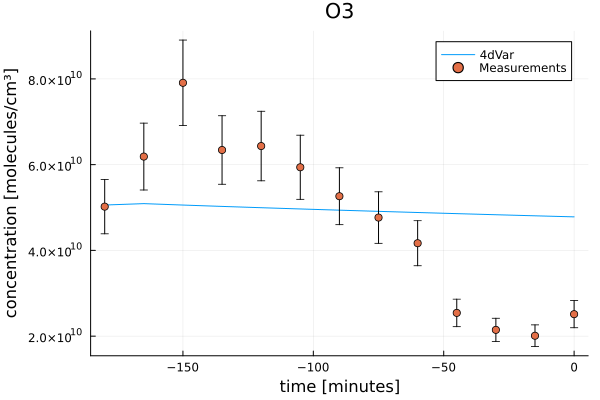 O3
4dVar
Measurements
concentration [molecules/cm³]
8.0×10¹⁰
6.0×10¹⁰
4.0×10¹⁰
2.0×10¹⁰
−150
−100
−50
0
time [minutes]